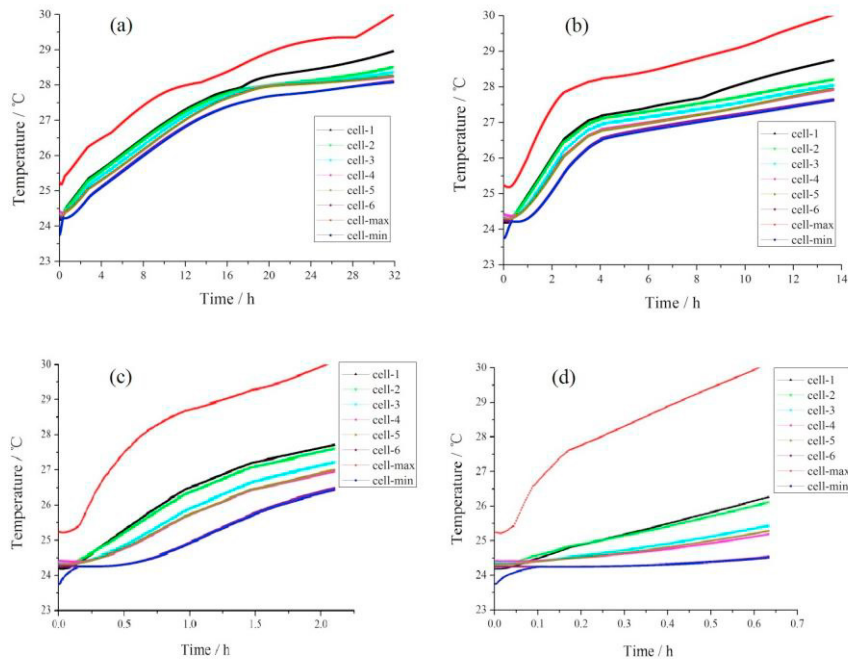 (a)
30
29
28
27
26
25
24
23
Temperature / °C
cell-1
cell-2
cell-3
cell-4
cell-5
cell-6
cell-max
cell-min
0 4 8 12 16 20 24 28 32
Time / h
(b)
30
29
28
27
26
25
24
23
Temperature / °C
cell-1
cell-2
cell-3
cell-4
cell-5
cell-6
cell-max
cell-min
0 2 4 6 8 10 12 14
Time / h
(c)
30
29
28
27
26
25
24
23
Temperature / °C
cell-1
cell-2
cell-3
cell-4
cell-5
cell-6
cell-max
cell-min
0.0 0.5 1.0 1.5 2.0
Time / h
(d)
30
29
28
27
26
25
24
23
Temperature / °C
cell-1
cell-2
cell-3
cell-4
cell-5
cell-6
cell-max
cell-min
0.0 0.1 0.2 0.3 0.4 0.5 0.6 0.7
Time / h